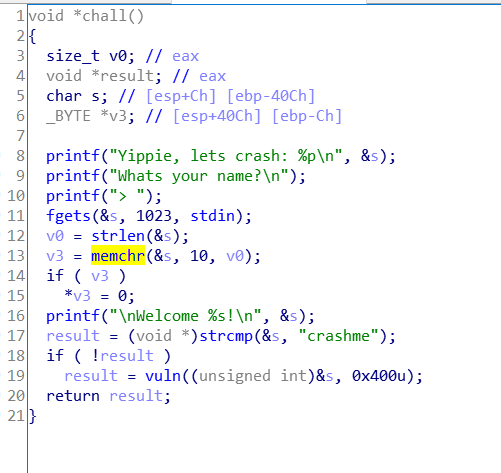 1 void *chall()
2 {
3 size_t v0; // eax
4 void *result; // eax
5 char s; // [esp+Ch] [ebp-40Ch]
6 _BYTE *v3; // [esp+40Ch] [ebp-Ch]
7
8 printf("Yippie, lets crash: %p\n", &s);
9 printf("Whats your name?\n");
10 printf("> ");
11 fgets(&s, 1023, stdin);
12 v0 = strlen(&s);
13 v3 = memchr(&s, 10, v0);
14 if ( v3 )
15 *v3 = 0;
16 printf("\nWelcome %s!\n", &s);
17 result = (void *)strcmp(&s, "crashme");
18 if ( !result )
19 result = vuln((unsigned int)&s, 0x400u);
20 return result;
21 }